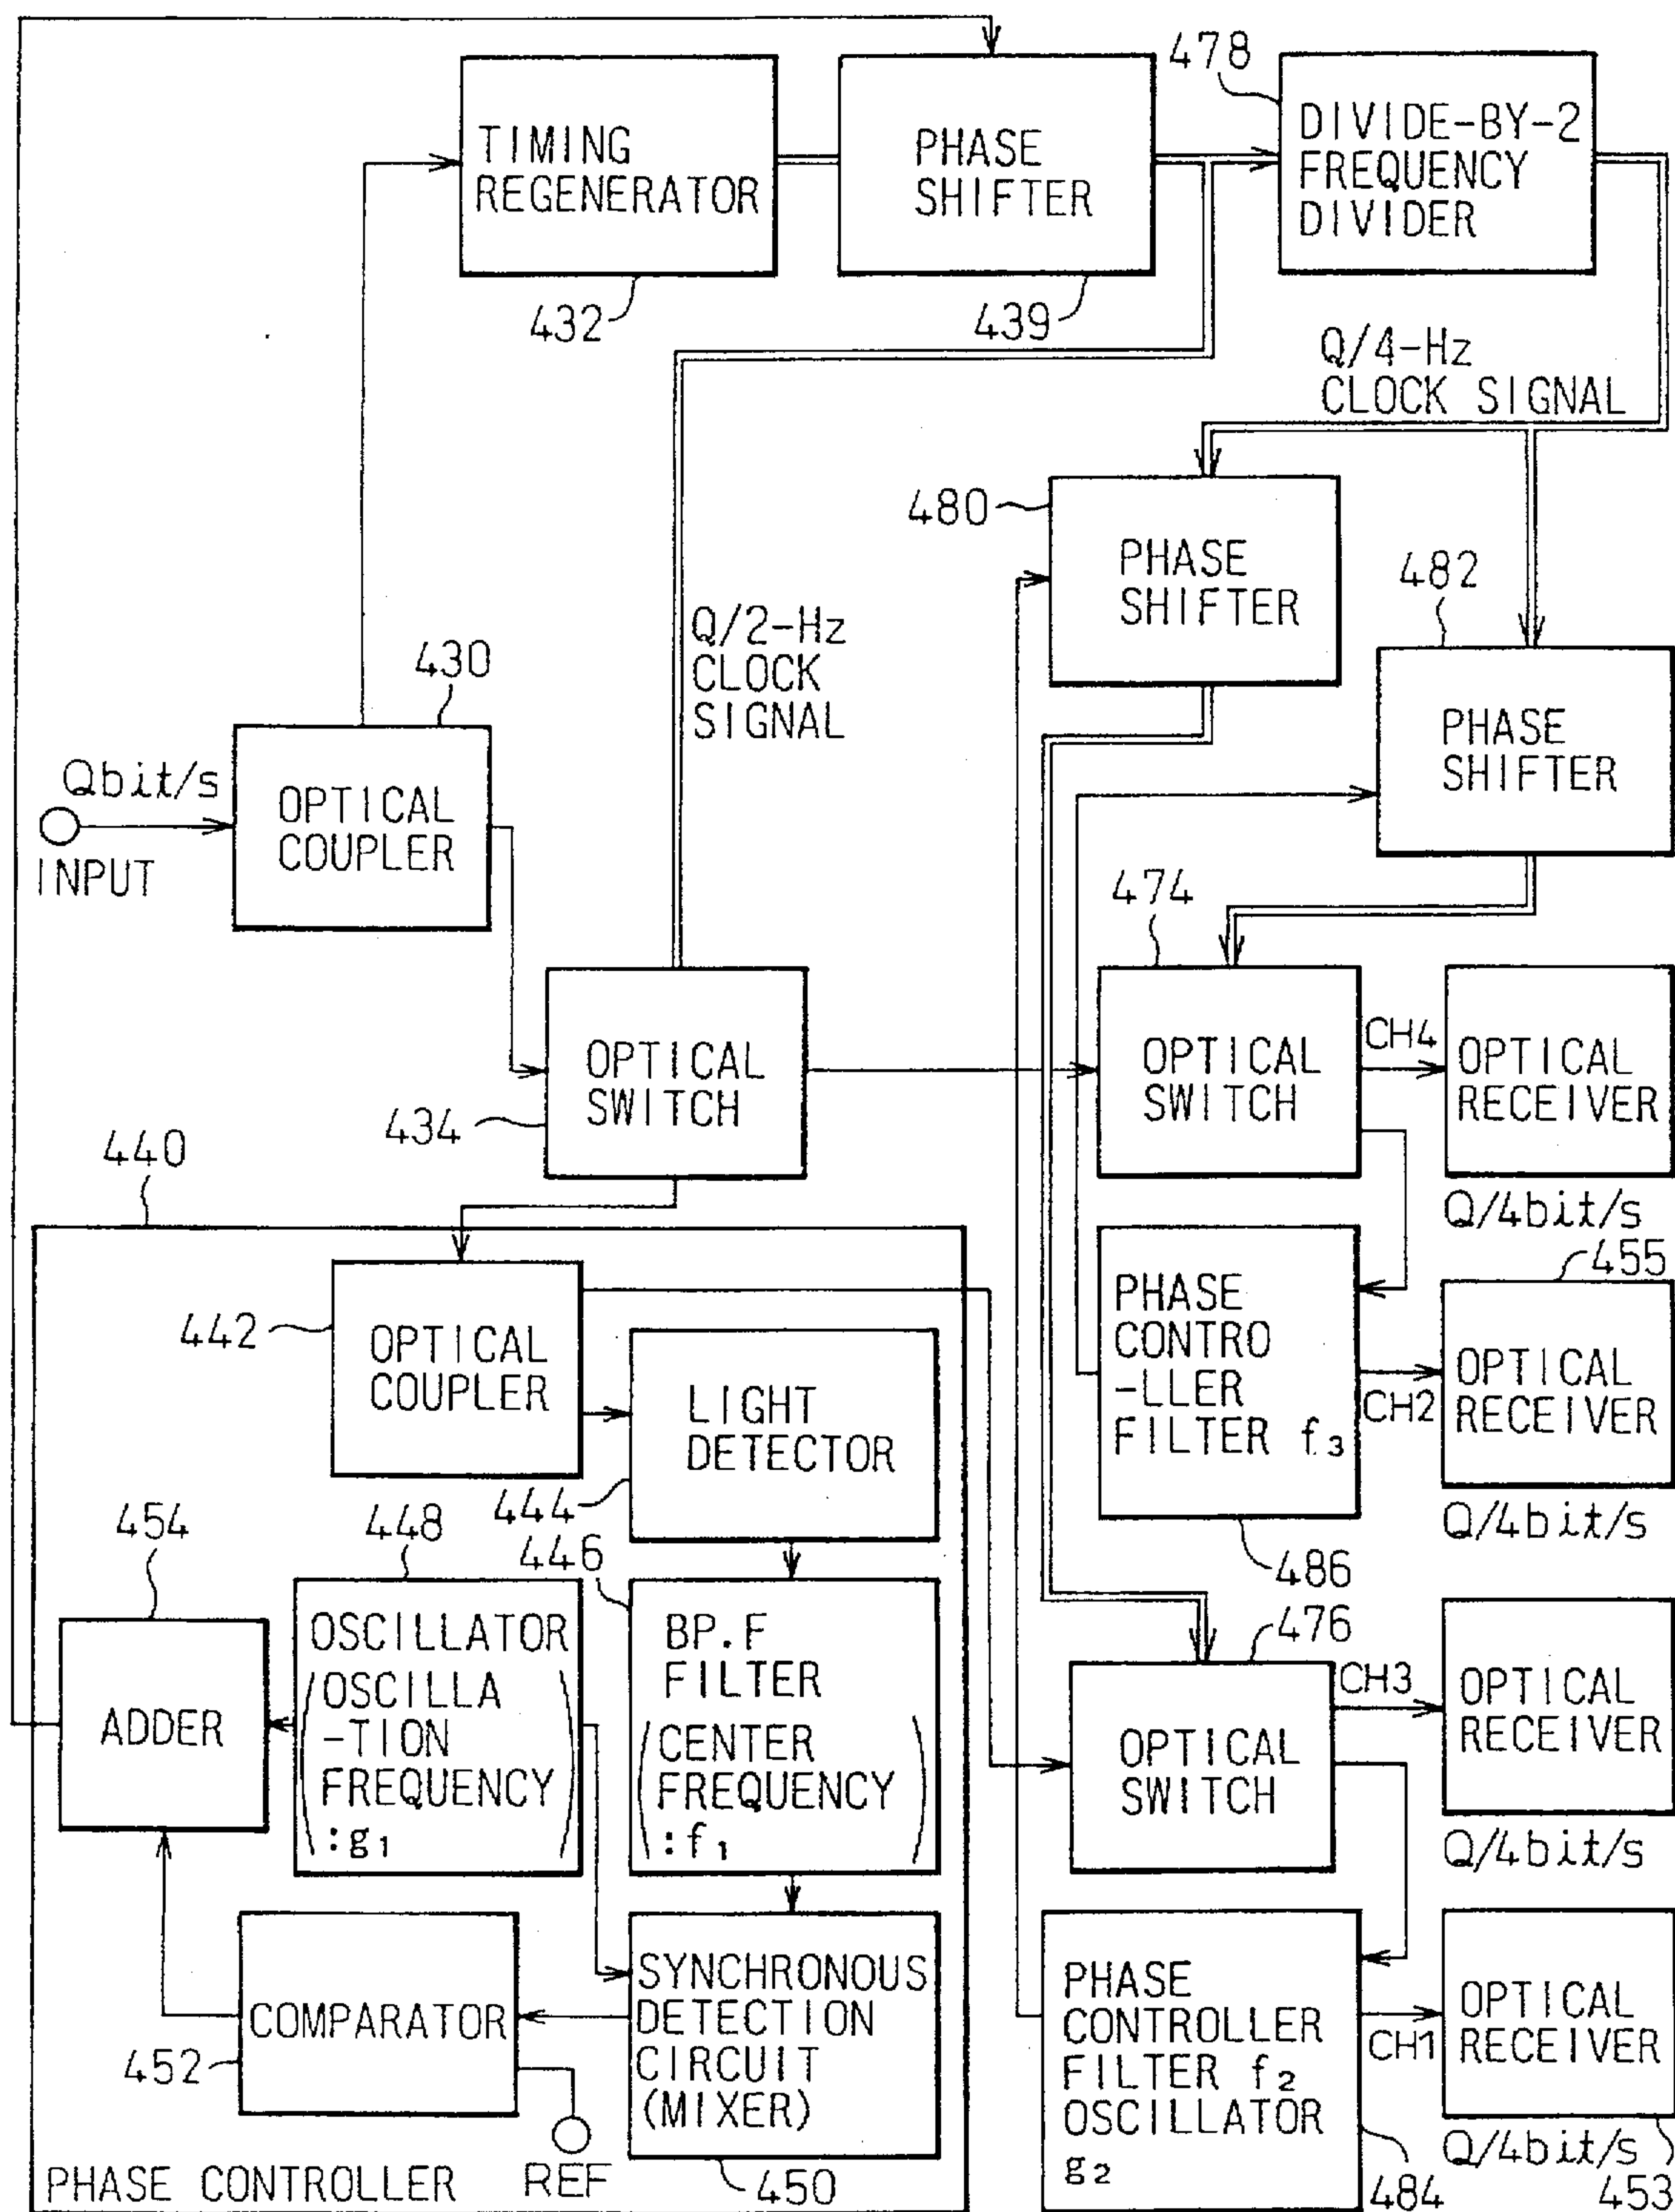 478
TIMING
REGENERATOR
432
PHASE
SHIFTER
439
DIVIDE-BY-2
FREQUENCY
DIVIDER
Q/4-Hz
CLOCK SIGNAL
480
PHASE
SHIFTER
482
PHASE
SHIFTER
Q/2-Hz
CLOCK
SIGNAL
430
Qbit/s
INPUT
OPTICAL
COUPLER
474
OPTICAL
SWITCH
434
OPTICAL
SWITCH
CH4
OPTICAL
RECEIVER
Q/4bit/s
440
442
OPTICAL
COUPLER
LIGHT
DETECTOR
444
PHASE
CONTRO
-LLER
FILTER f3
486
455
CH2
OPTICAL
RECEIVER
Q/4bit/s
454
ADDER
448
OSCILLATOR
(OSCILLA
-TION
FREQUENCY)
:g1
446
BP.F
FILTER
(CENTER
FREQUENCY)
:f1
476
OPTICAL
SWITCH
CH3
OPTICAL
RECEIVER
Q/4bit/s
COMPARATOR
452
REF
SYNCHRONOUS
DETECTION
CIRCUIT
(MIXER)
450
PHASE CONTROLLER
PHASE
CONTROLLER
FILTER f2
OSCILLATOR
g2
484
CH1
OPTICAL
RECEIVER
Q/4bit/s
453